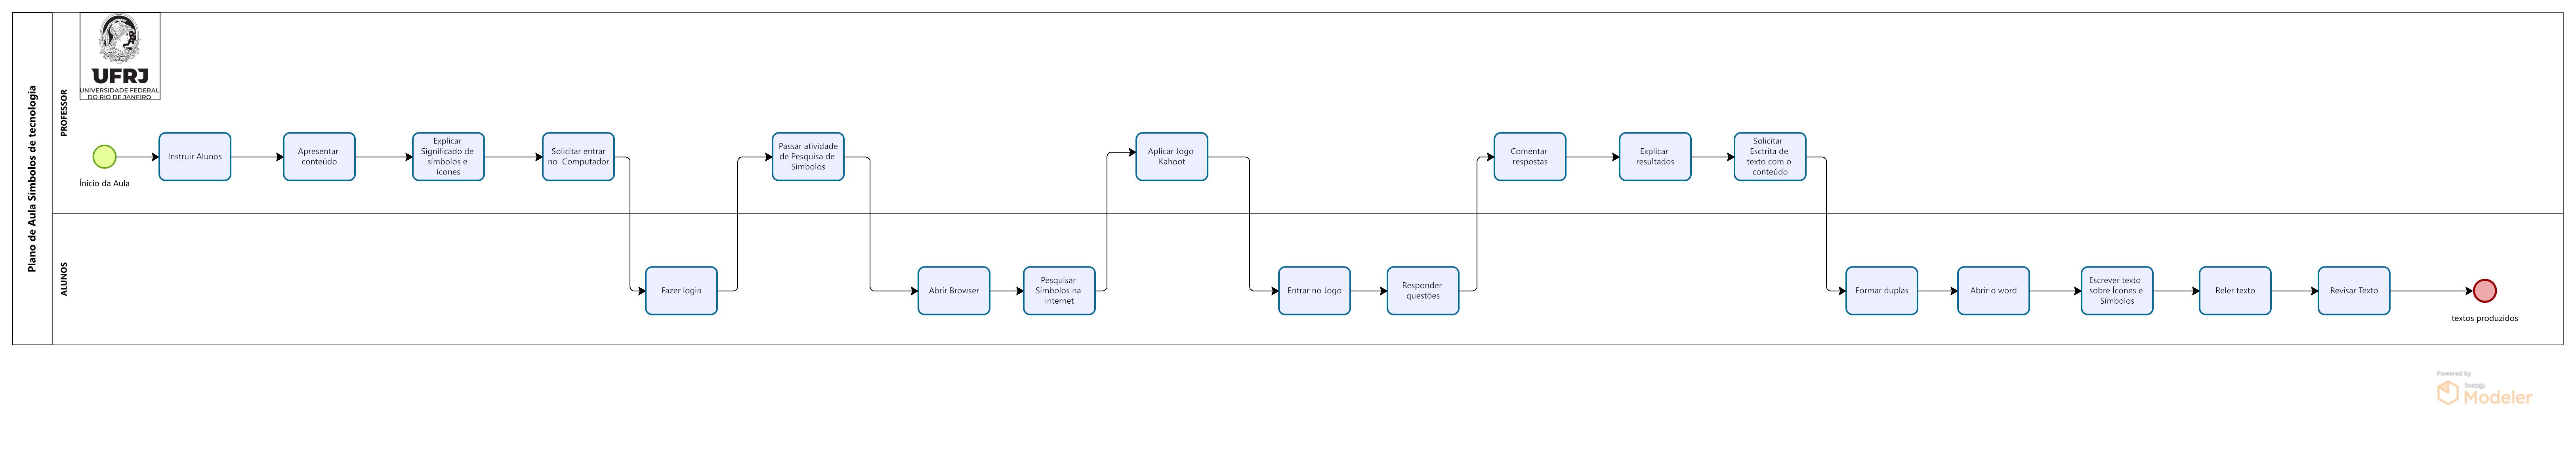 Plano de Aula Símbolos de tecnologia
PROFESSOR
UFRJ
UNIVERSIDADE FEDERAL
DO RIO DE JANEIRO
Ínicio da Aula
Instruir Alunos
Apresentar
conteúdo
Explicar
Significado de
símbolos e
ícones
Solicitar entrar
no Computador
Passar atividade
de Pesquisa de
Símbolos
Aplicar Jogo
Kahoot
Comentar
respostas
Explicar
resultados
Solicitar
Esctrita de
texto com o
conteúdo
ALUNOS
Fazer login
Abrir Browser
Pesquisar
Símbolos na
internet
Entrar no Jogo
Responder
questões
Formar duplas
Abrir o word
Escrever texto
sobre Ícones e
Símbolos
Reler texto
Revisar Texto
textos produzidos
Powered by
bizagi
Modeler